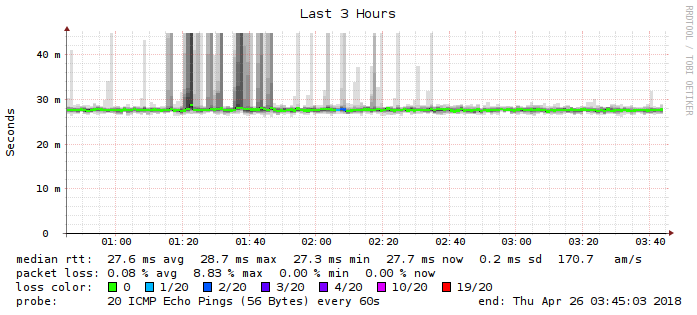 Last 3 Hours
RRDTOOL / TOBI OETIKER
Seconds
40 m
30 m
20 m
10 m
0
01:00 01:20 01:40 02:00 02:20 02:40 03:00 03:20 03:40
median rtt: 27.6 ms avg 28.7 ms max 27.3 ms min 27.7 ms now 0.2 ms sd 170.7 am/s
packet loss: 0.08 % avg 8.83 % max 0.00 % min 0.00 % now
loss color: 0 1/20 2/20 3/20 4/20 10/20 19/20
probe: 20 ICMP Echo Pings (56 Bytes) every 60s end: Thu Apr 26 03:45:03 2018